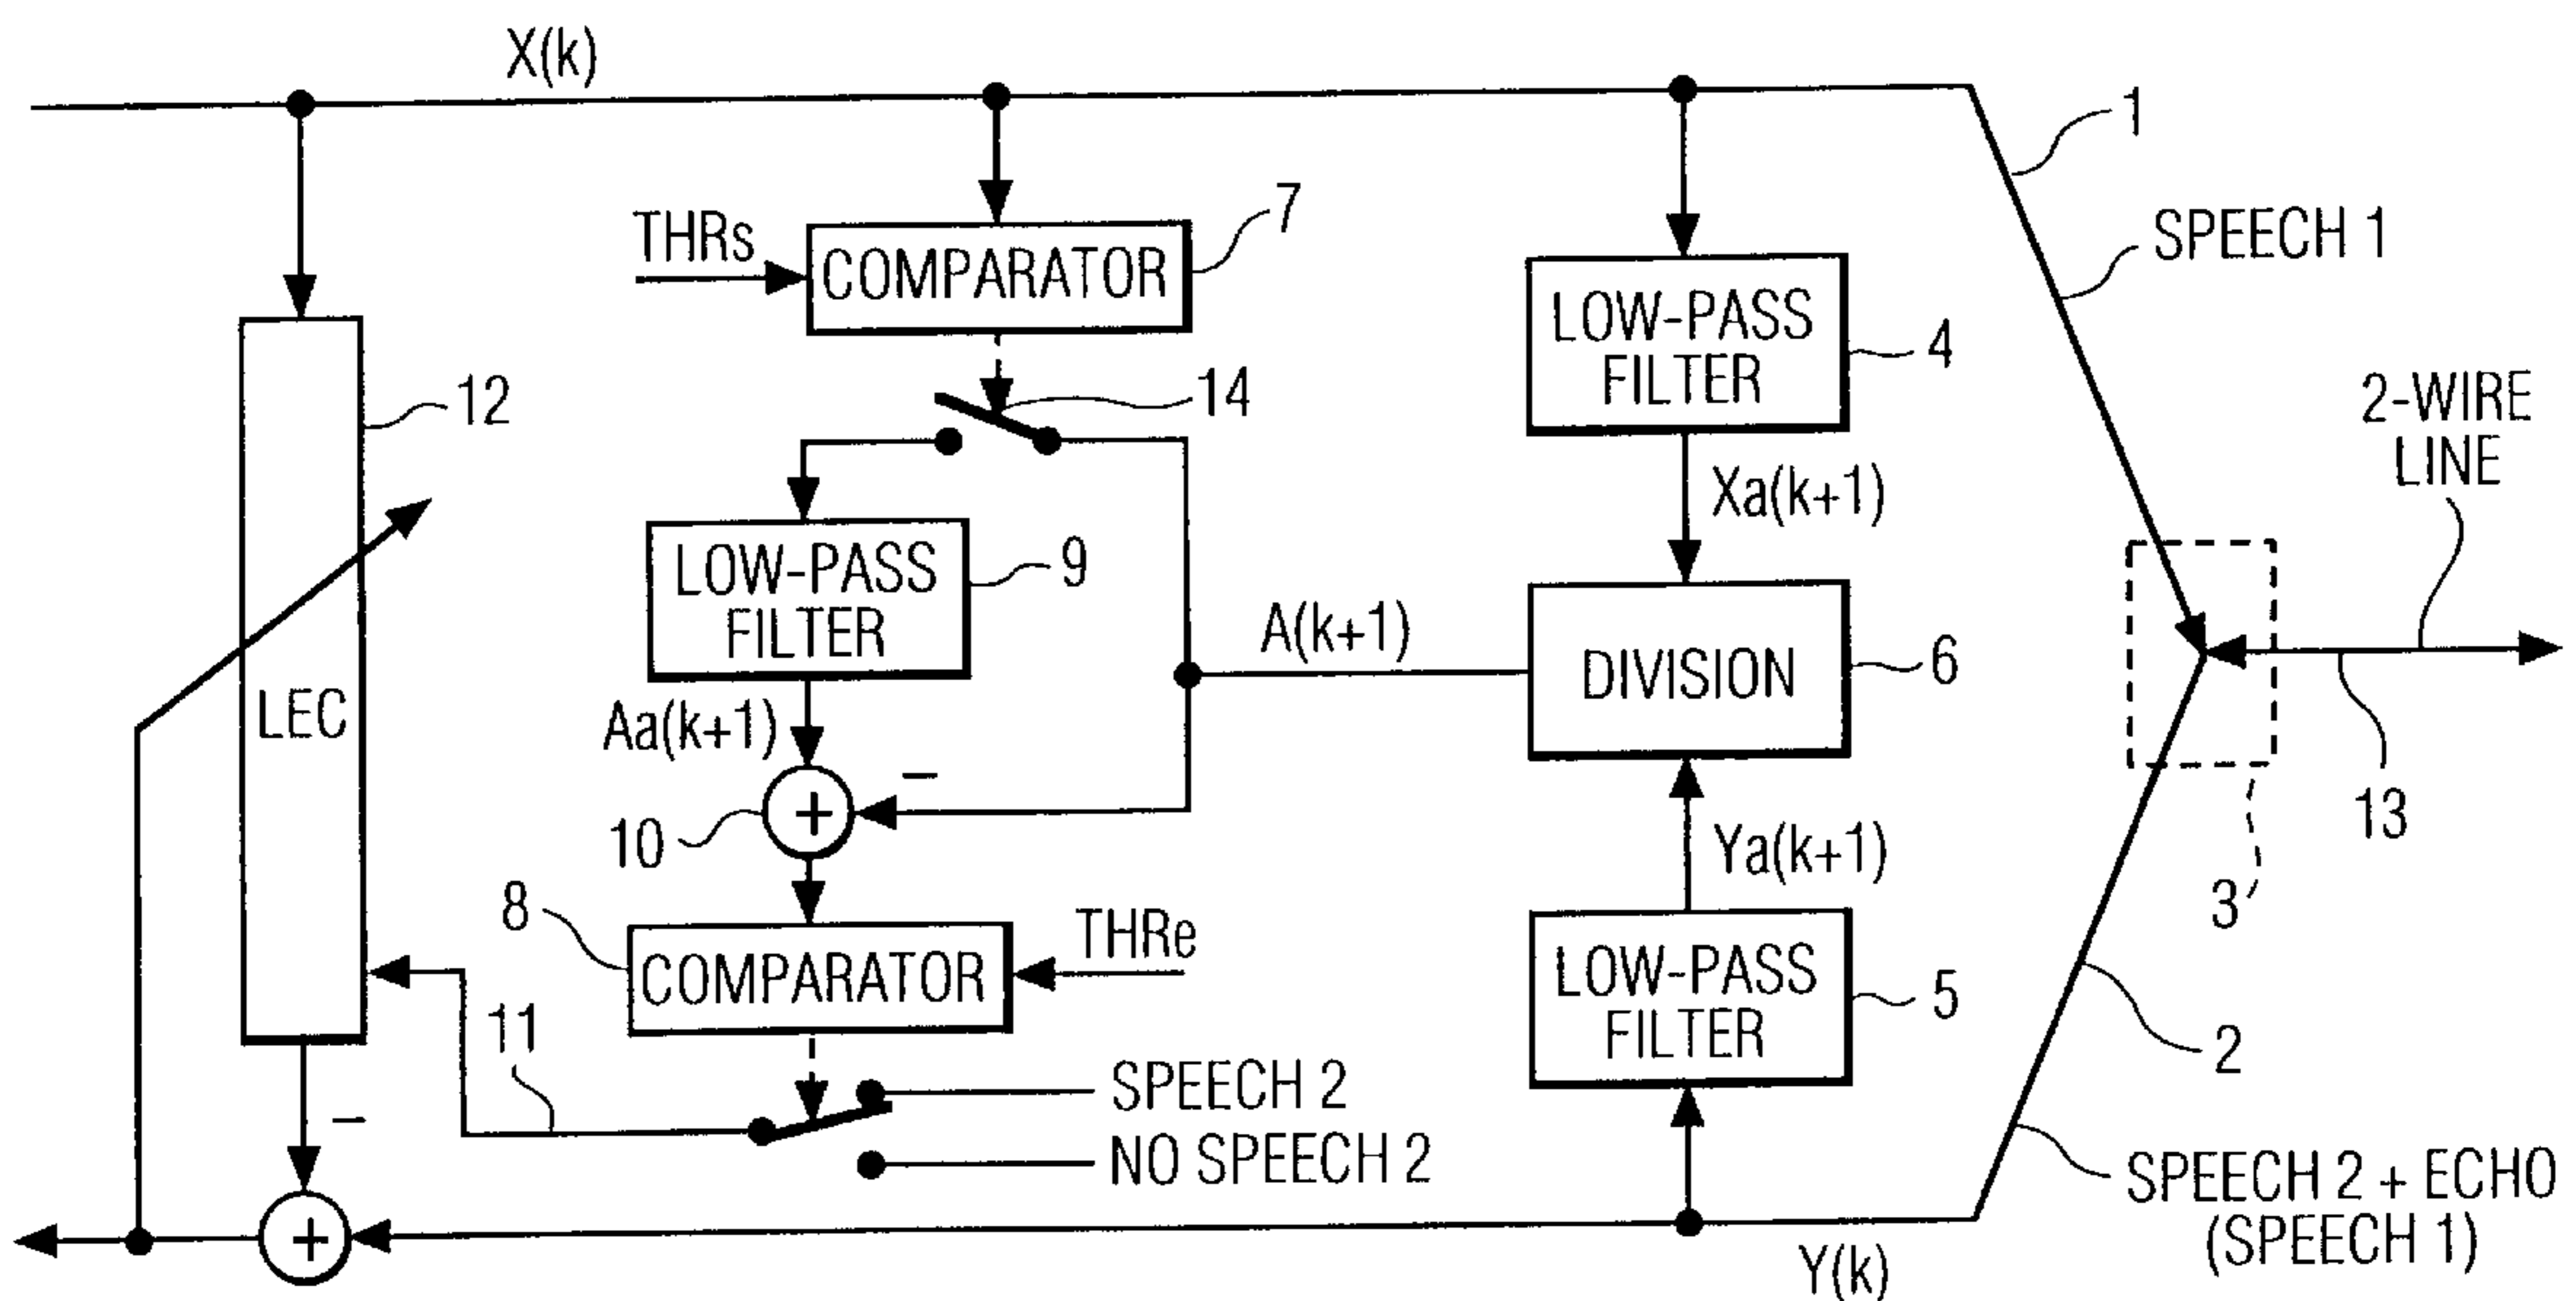 X(k)
1
THRs
COMPARATOR
7
SPEECH 1
LOW-PASS
FILTER
4
12
14
2-WIRE
LINE
Xa(k+1)
LOW-PASS
FILTER
9
A(k+1)
DIVISION
6
LEC
Aa(k+1)
–
+
10
13
Ya(k+1)
3
8
COMPARATOR
THRe
LOW-PASS
FILTER
5
11
2
SPEECH 2
NO SPEECH 2
–
+
SPEECH 2 + ECHO
(SPEECH 1)
Y(k)